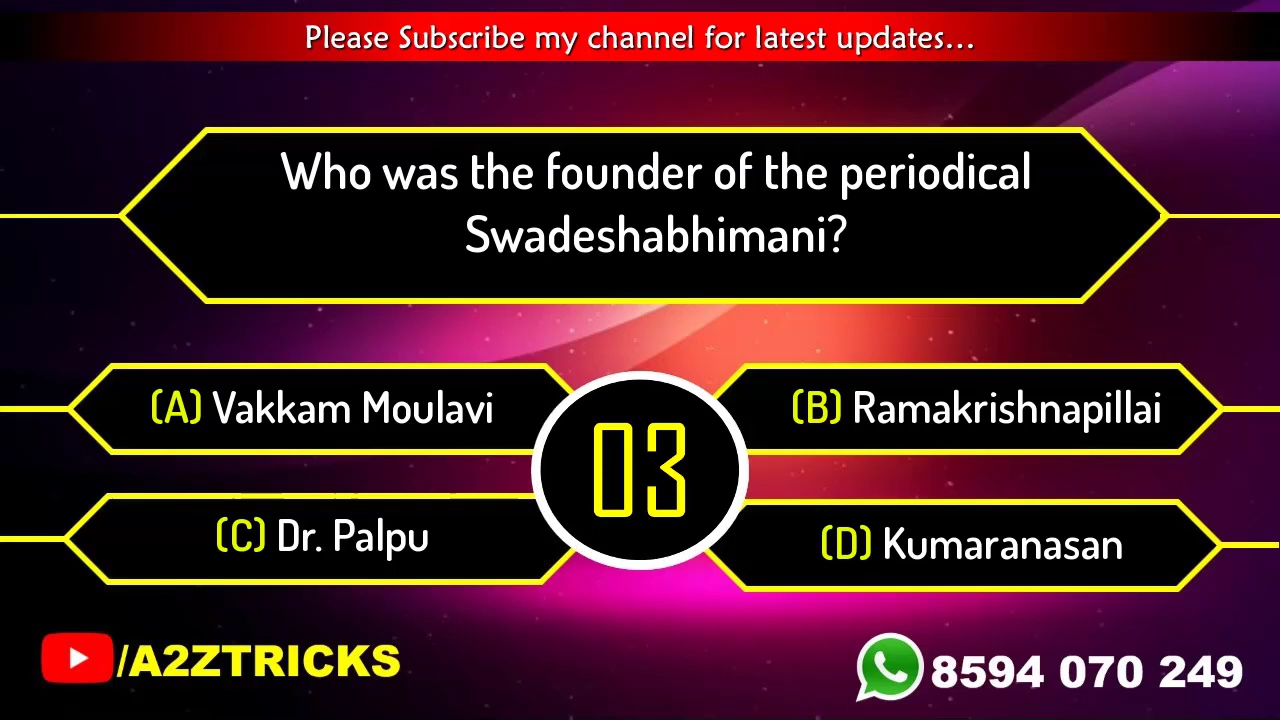 Please Subscribe my channel for latest updates...
Who was the founder of the periodical
Swadeshabhimani?
(A) Vakkam Moulavi
(B) Ramakrishnapillai
03
(C) Dr. Palpu
(D) Kumaranasan
/A2ZTRICKS
8594 070 249